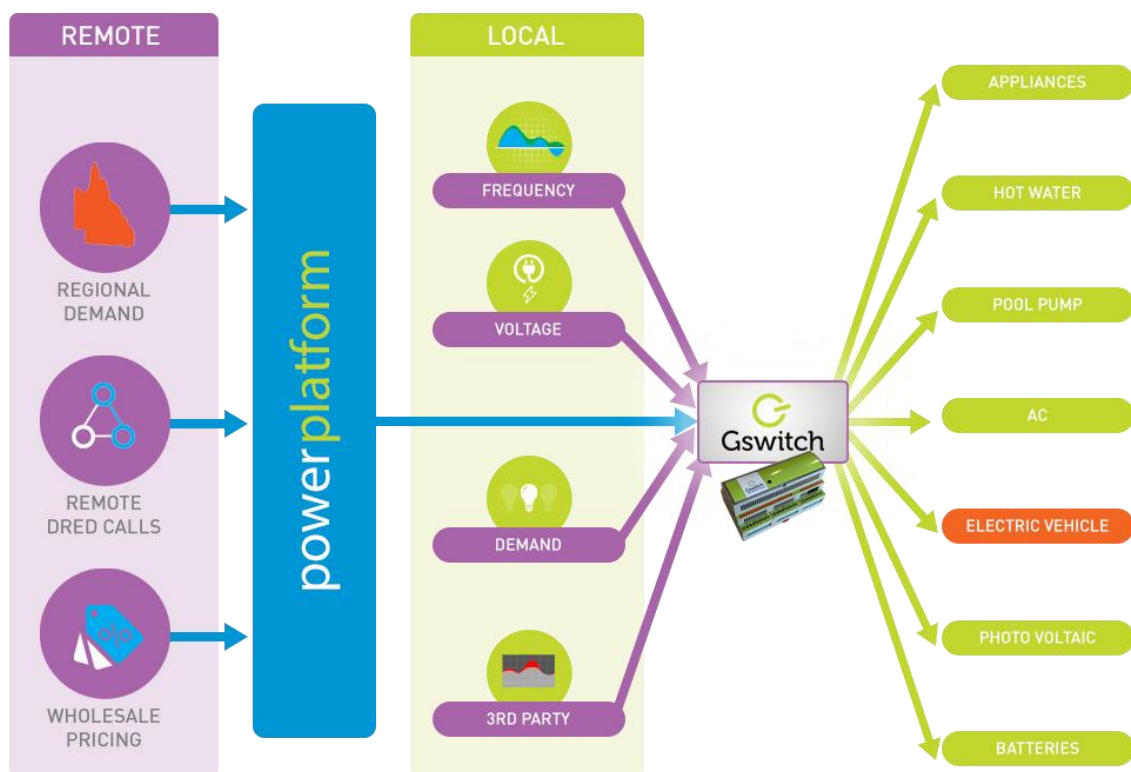 REMOTE
REGIONAL
DEMAND
REMOTE
DRED CALLS
%
WHOLESALE
PRICING
powerplatform
LOCAL
FREQUENCY
VOLTAGE
DEMAND
3RD PARTY
Gswitch
APPLIANCES
HOT WATER
POOL PUMP
AC
ELECTRIC VEHICLE
PHOTO VOLTAIC
BATTERIES